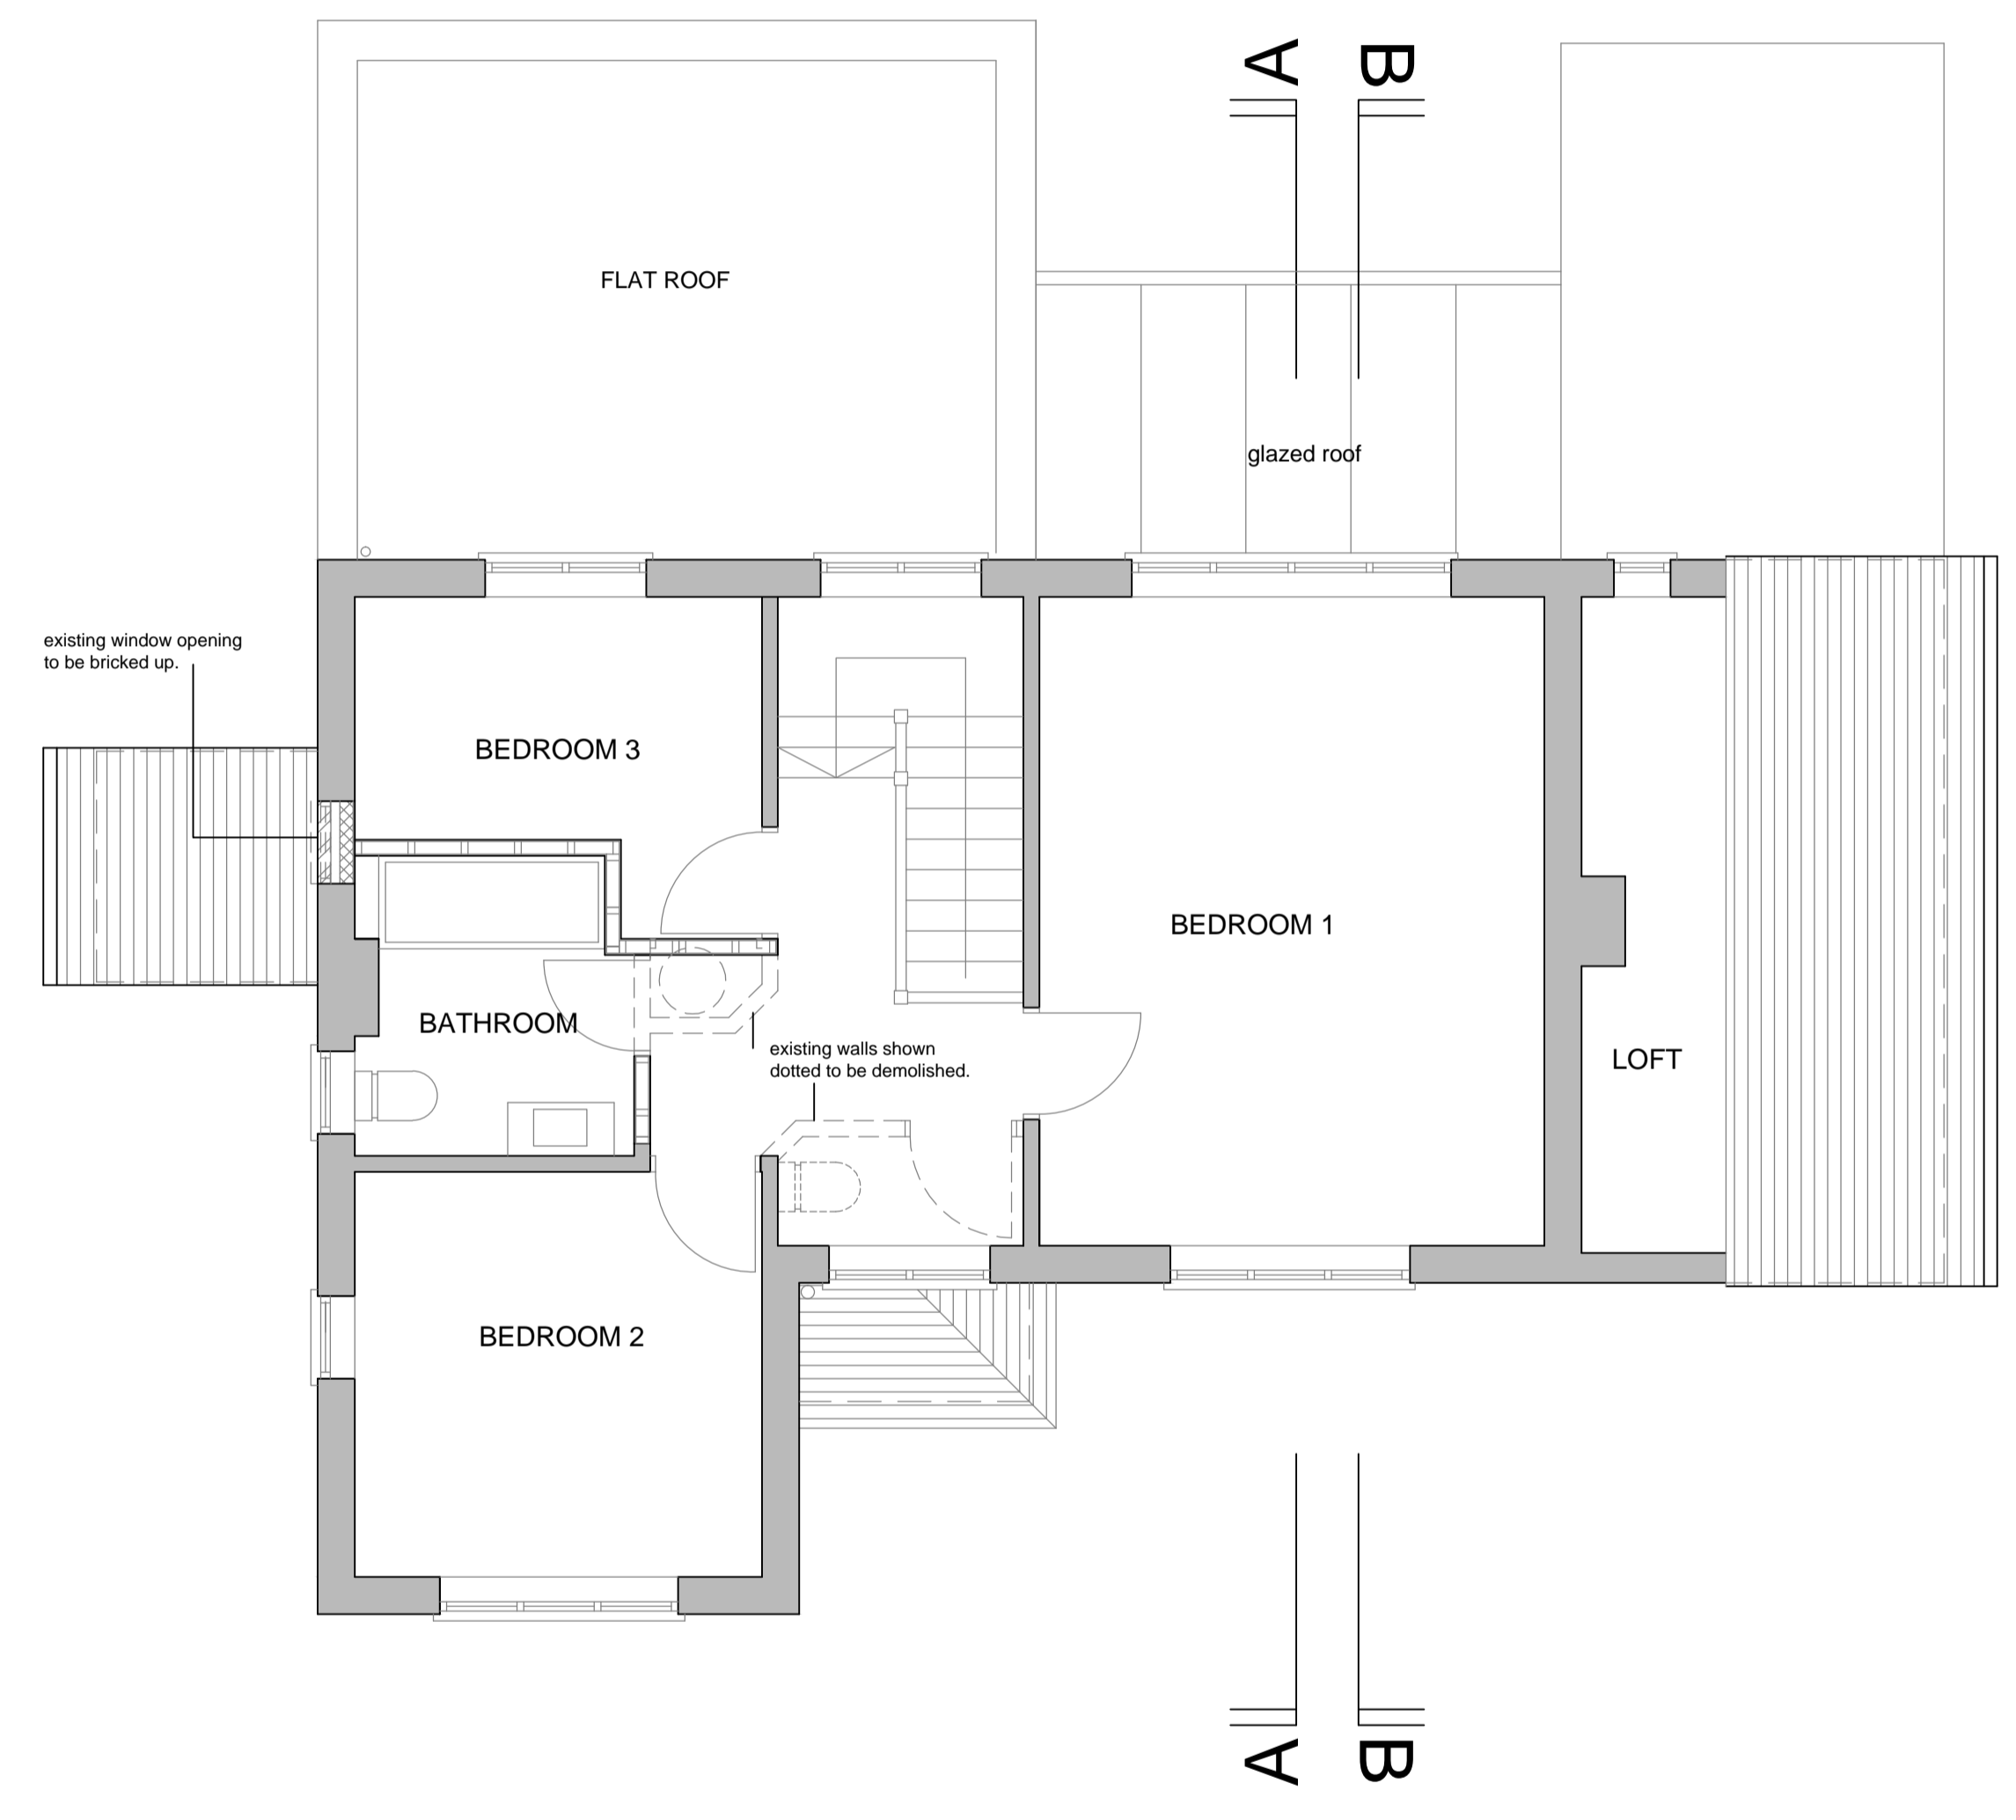 A B
FLAT ROOF
glazed roof
existing window opening
to be bricked up.
BEDROOM 3
BEDROOM 1
BATHROOM
existing walls shown
dotted to be demolished.
LOFT
BEDROOM 2
A B